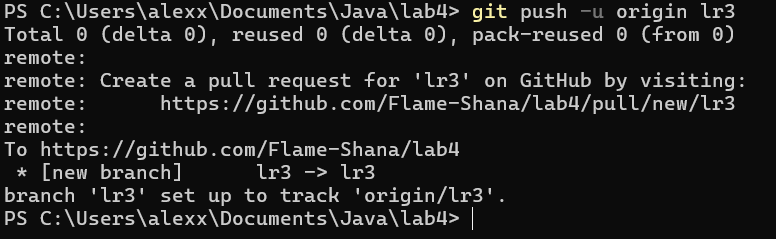 PS C:\Users\alexx\Documents\Java\lab4> git push -u origin lr3
Total 0 (delta 0), reused 0 (delta 0), pack-reused 0 (from 0)
remote:
remote: Create a pull request for 'lr3' on GitHub by visiting:
remote:      https://github.com/Flame-Shana/lab4/pull/new/lr3
remote:
To https://github.com/Flame-Shana/lab4
 * [new branch]      lr3 -> lr3
branch 'lr3' set up to track 'origin/lr3'.
PS C:\Users\alexx\Documents\Java\lab4>